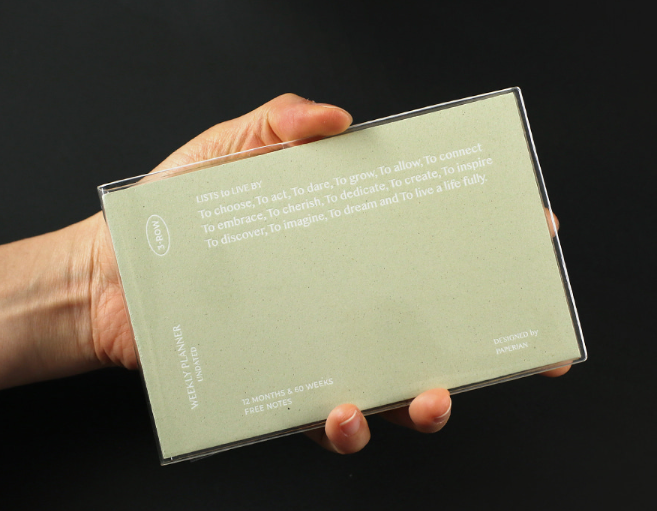 LISTS to LIVE BY
To choose, To act, To dare, To grow, To allow, To connect
To embrace, To cherish, To dedicate, To create, To inspire
To discover, To imagine, To dream and To live a life fully.
3-ROW
WEEKLY PLANNER
UNDATED
12 MONTHS & 60 WEEKS
FREE NOTES
DESIGNED by
PAPERIAN